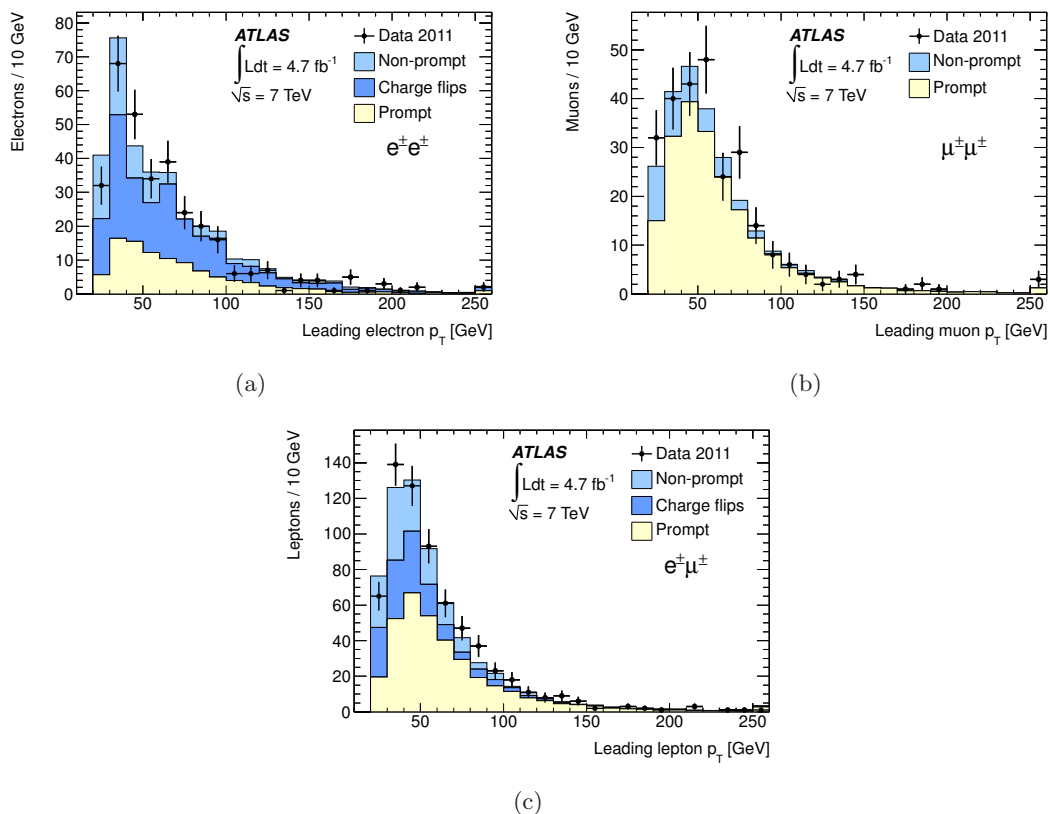 Electrons / 10 GeV
80
70
60
50
40
30
20
10
0
50
100
150
200
250
Leading electron p_T [GeV]
ATLAS
∫Ldt = 4.7 fb⁻¹
√s = 7 TeV
Data 2011
Non-prompt
Charge flips
Prompt
e±e±
(a)
Muons / 10 GeV
50
40
30
20
10
0
50
100
150
200
250
Leading muon p_T [GeV]
ATLAS
∫Ldt = 4.7 fb⁻¹
√s = 7 TeV
Data 2011
Non-prompt
Prompt
μ±μ±
(b)
Leptons / 10 GeV
140
120
100
80
60
40
20
0
50
100
150
200
250
Leading lepton p_T [GeV]
ATLAS
∫Ldt = 4.7 fb⁻¹
√s = 7 TeV
Data 2011
Non-prompt
Charge flips
Prompt
e±μ±
(c)